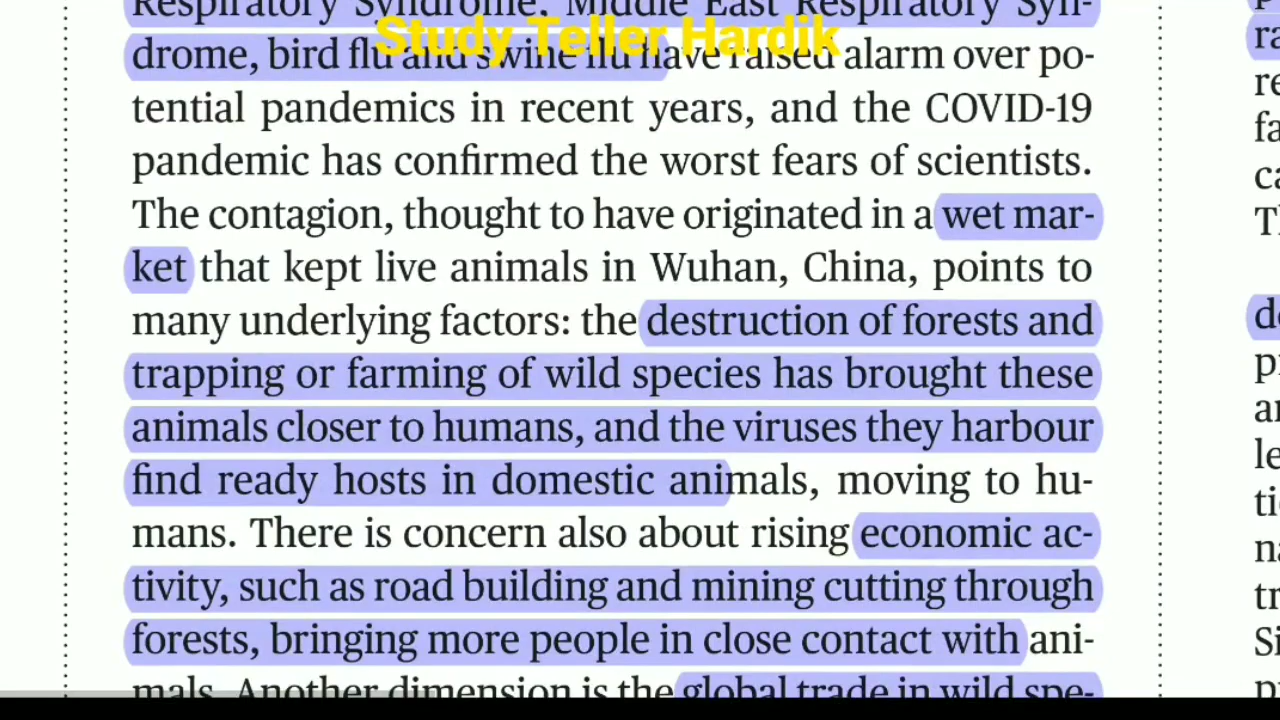 Respiratory Syndrome, Middle East Respiratory Syn-
Study Teller Hardik
drome, bird flu and swine flu have raised alarm over po-
tential pandemics in recent years, and the COVID-19
pandemic has confirmed the worst fears of scientists.
The contagion, thought to have originated in a wet mar-
ket that kept live animals in Wuhan, China, points to
many underlying factors: the destruction of forests and
trapping or farming of wild species has brought these
animals closer to humans, and the viruses they harbour
find ready hosts in domestic animals, moving to hu-
mans. There is concern also about rising economic ac-
tivity, such as road building and mining cutting through
forests, bringing more people in close contact with ani-
mals. Another dimension is the global trade in wild spe-